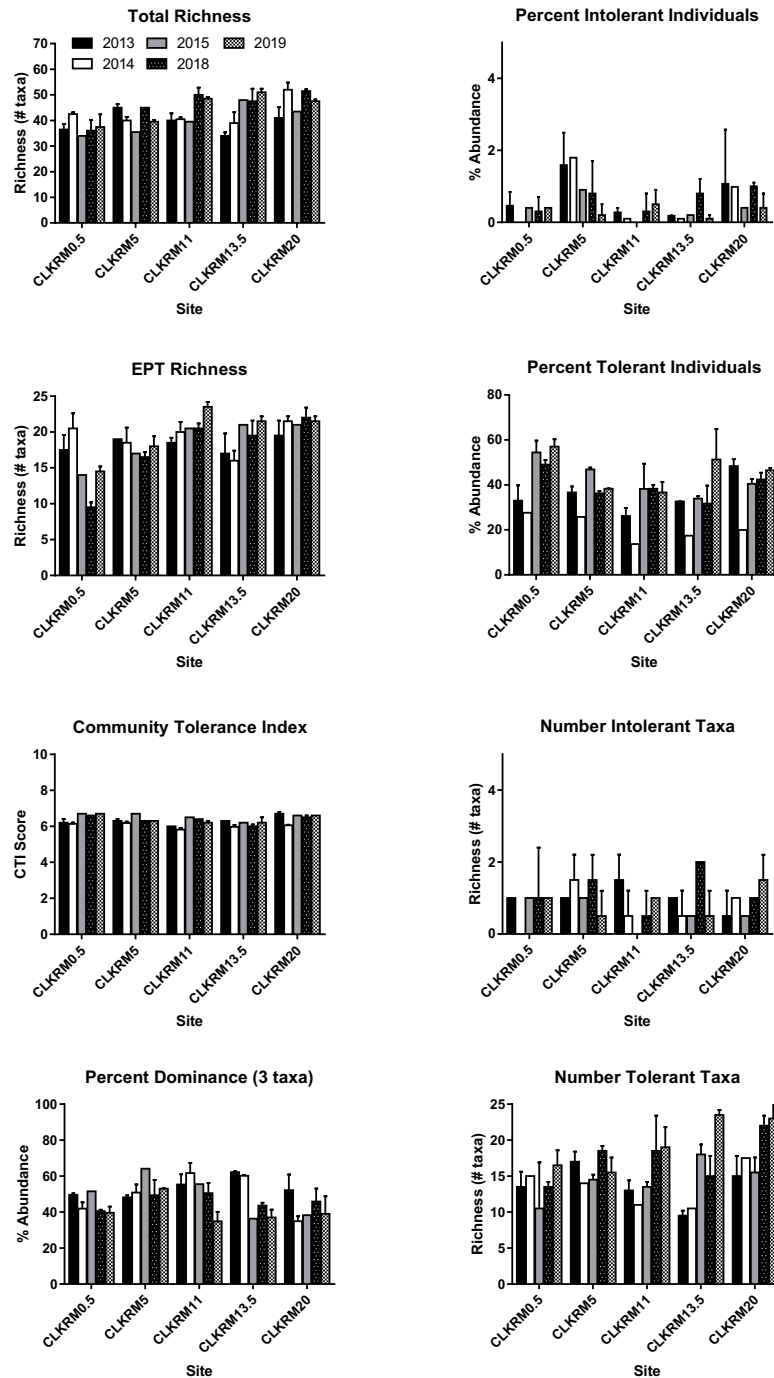 Total Richness
Richness (# taxa)
70
60
50
40
30
20
10
0
2013 2015 2019
2014 2018
CLKRM0.5 CLKRM5 CLKRM11 CLKRM13.5 CLKRM20
Site
Percent Intolerant Individuals
% Abundance
4
2
0
CLKRM0.5 CLKRM5 CLKRM11 CLKRM13.5 CLKRM20
Site
EPT Richness
Richness (# taxa)
25
20
15
10
5
0
CLKRM0.5 CLKRM5 CLKRM11 CLKRM13.5 CLKRM20
Site
Percent Tolerant Individuals
% Abundance
80
60
40
20
0
CLKRM0.5 CLKRM5 CLKRM11 CLKRM13.5 CLKRM20
Site
Community Tolerance Index
CTI Score
10
8
6
4
2
0
CLKRM0.5 CLKRM5 CLKRM11 CLKRM13.5 CLKRM20
Site
Number Intolerant Taxa
Richness (# taxa)
4
2
0
CLKRM0.5 CLKRM5 CLKRM11 CLKRM13.5 CLKRM20
Site
Percent Dominance (3 taxa)
% Abundance
100
80
60
40
20
0
CLKRM0.5 CLKRM5 CLKRM11 CLKRM13.5 CLKRM20
Site
Number Tolerant Taxa
Richness (# taxa)
25
20
15
10
5
0
CLKRM0.5 CLKRM5 CLKRM11 CLKRM13.5 CLKRM20
Site